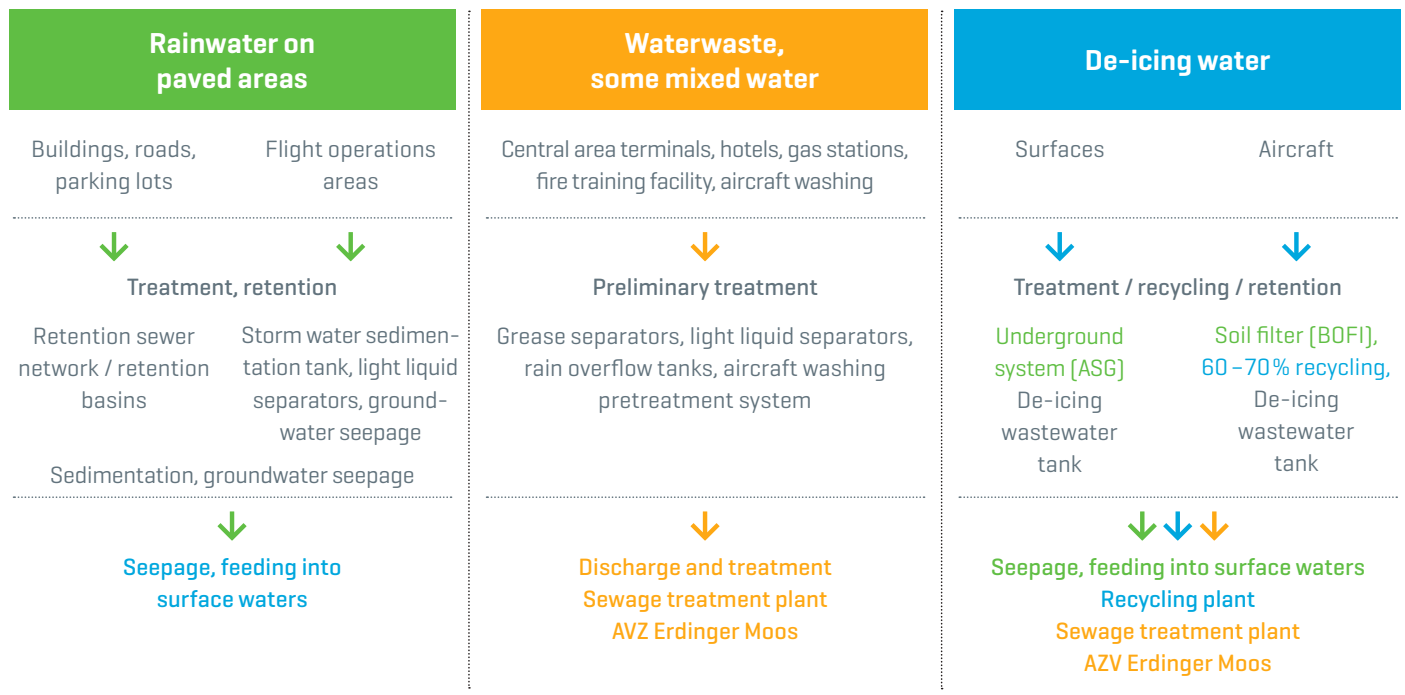 Rainwater on
paved areas
Buildings, roads,
parking lots
Flight operations
areas
Treatment, retention
Retention sewer
network / retention
basins
Storm water sedimen-
tation tank, light liquid
separators, ground-
water seepage
Sedimentation, groundwater seepage
Seepage, feeding into
surface waters
Waterwaste,
some mixed water
Central area terminals, hotels, gas stations,
fire training facility, aircraft washing
Preliminary treatment
Grease separators, light liquid separators,
rain overflow tanks, aircraft washing
pretreatment system
Discharge and treatment
Sewage treatment plant
AVZ Erdinger Moos
De-icing water
Surfaces
Aircraft
Treatment / recycling / retention
Underground
system (ASG)
De-icing
wastewater
tank
Soil filter (BOFI),
60–70% recycling,
De-icing
wastewater
tank
Seepage, feeding into surface waters
Recycling plant
Sewage treatment plant
AZV Erdinger Moos